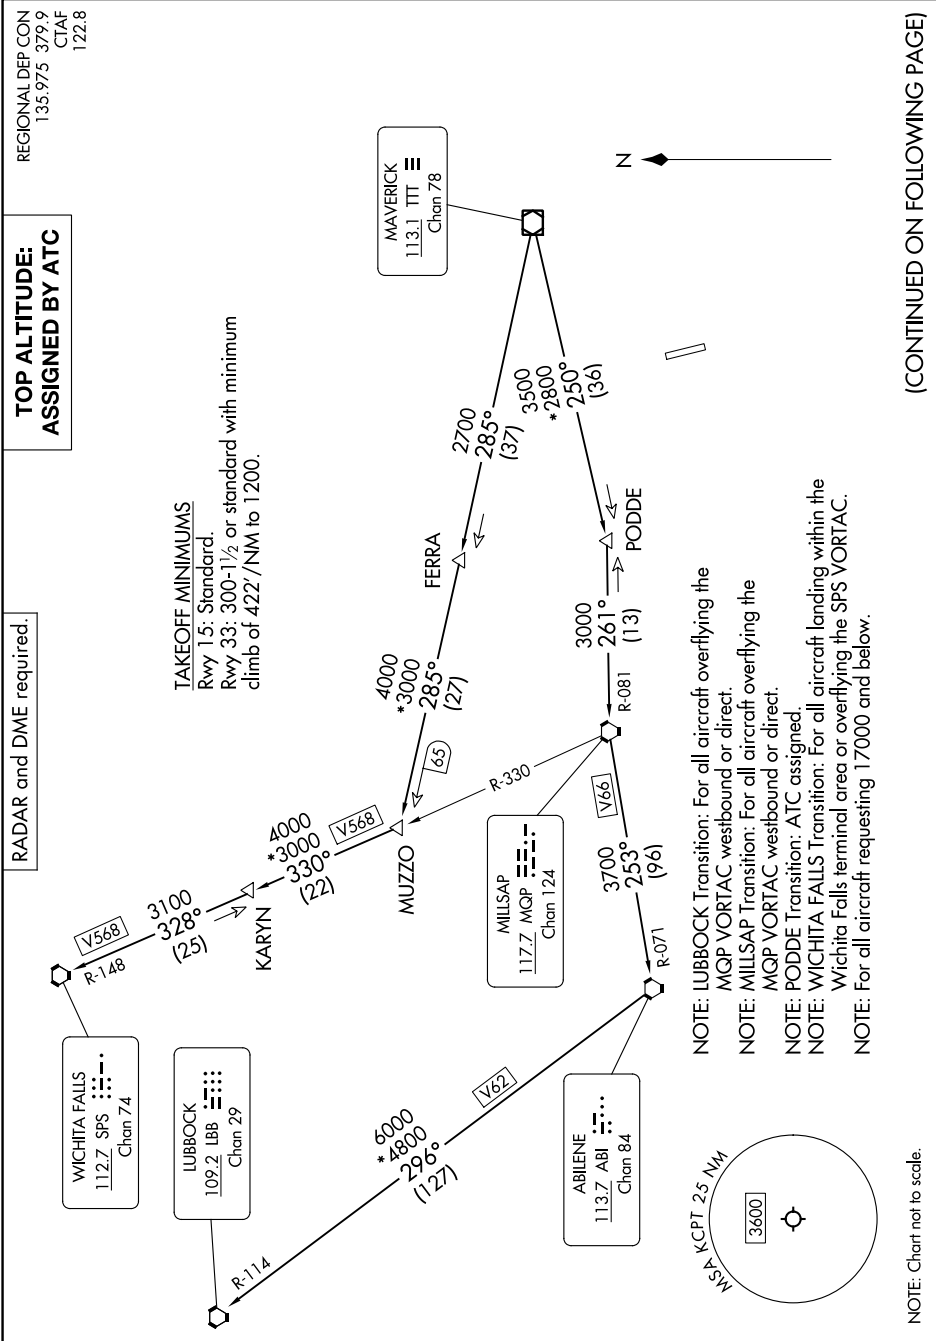 REGIONAL DEP CON
135.975 379.9
CTAF
122.8
TOP ALTITUDE:
ASSIGNED BY ATC
RADAR and DME required.
TAKEOFF MINIMUMS
Rwy 15: Standard.
Rwy 33: 300-1½ or standard with minimum
climb of 422'/NM to 1200.
WICHITA FALLS
112.7 SPS
Chan 74
LUBBOCK
109.2 LBB
Chan 29
MAVERICK
113.1 TTT
Chan 78
MILLSAP
117.7 MQP
Chan 124
ABILENE
113.7 ABI
Chan 84
V568
R-148
3100
328°
(25)
KARYN
4000
*3000
330°
(22)
V568
MUZZO
65
4000
*3000
285°
(27)
FERRA
2700
285°
(37)
3500
*2800
250°
(36)
PODDE
3000
261°
(13)
R-081
R-330
V66
3700
253°
(96)
R-071
V62
6000
*4800
296°
(127)
R-114
N
NOTE: LUBBOCK Transition: For all aircraft overflying the
MQP VORTAC westbound or direct.
NOTE: MILLSAP Transition: For all aircraft overflying the
MQP VORTAC westbound or direct.
NOTE: PODDE Transition: ATC assigned.
NOTE: WICHITA FALLS Transition: For all aircraft landing within the
Wichita Falls terminal area or overflying the SPS VORTAC.
NOTE: For all aircraft requesting 17000 and below.
MSA KCPT 25 NM
3600
NOTE: Chart not to scale.
(CONTINUED ON FOLLOWING PAGE)